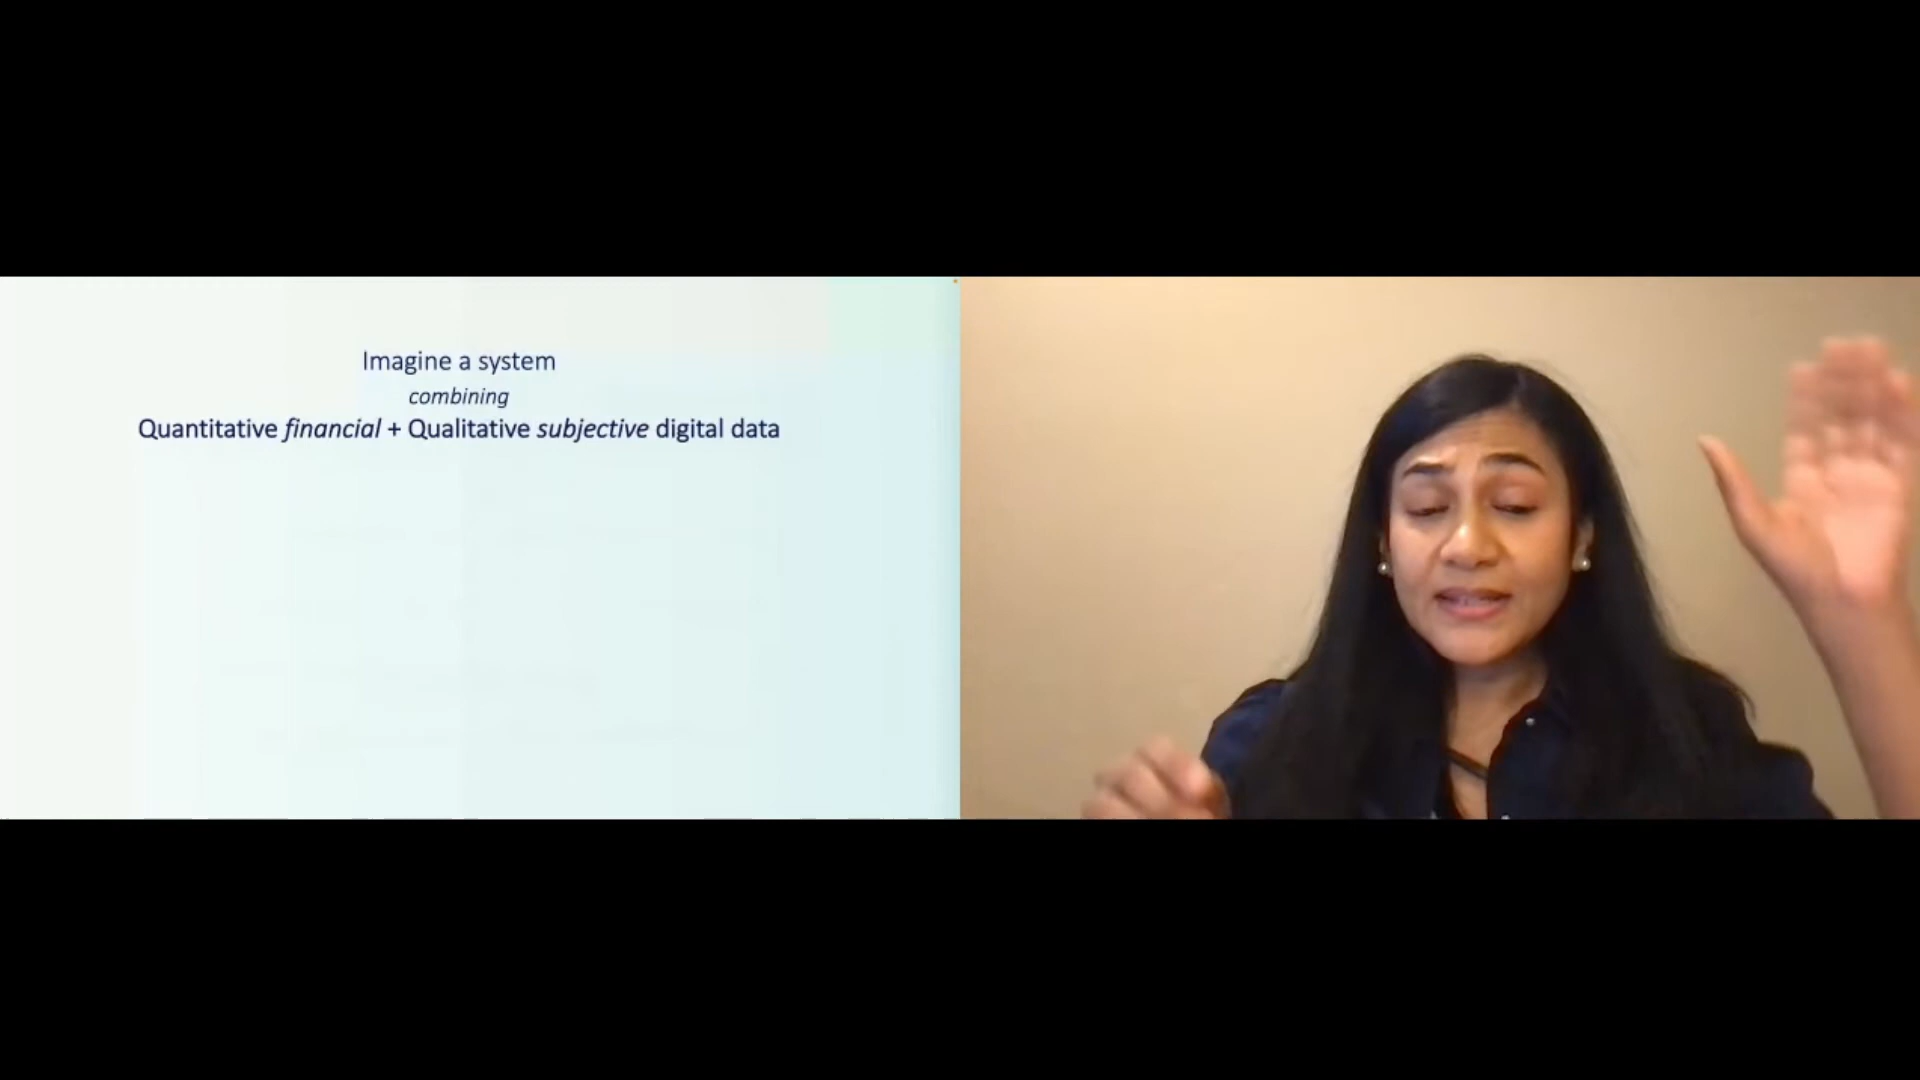 Imagine a system
combining
Quantitative financial + Qualitative subjective digital data